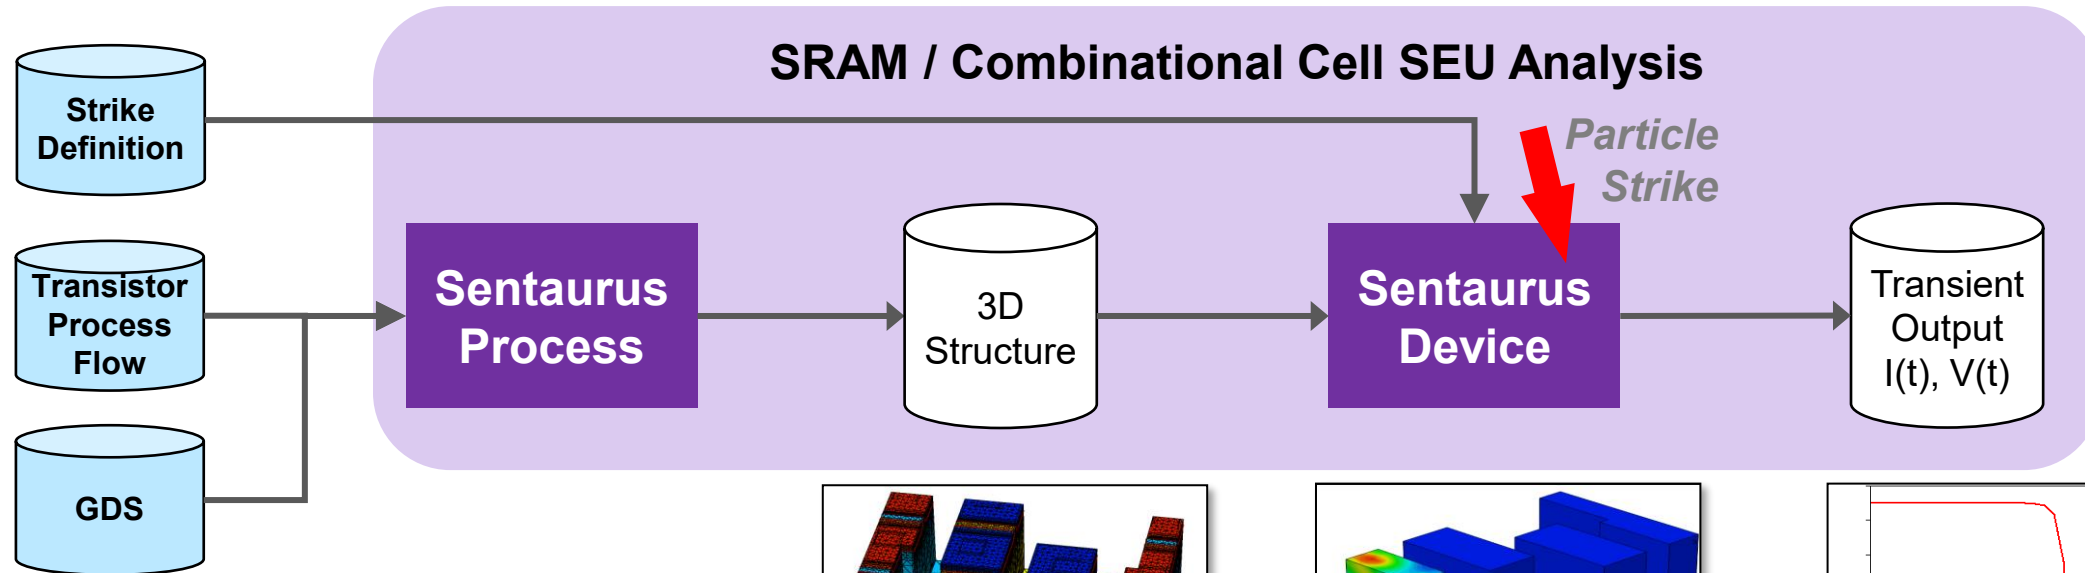 SRAM / Combinational Cell SEU Analysis
Strike
Definition
Particle
Strike
Transistor
Process
Flow
Sentaurus
Process
3D
Structure
Sentaurus
Device
Transient
Output
I(t), V(t)
GDS